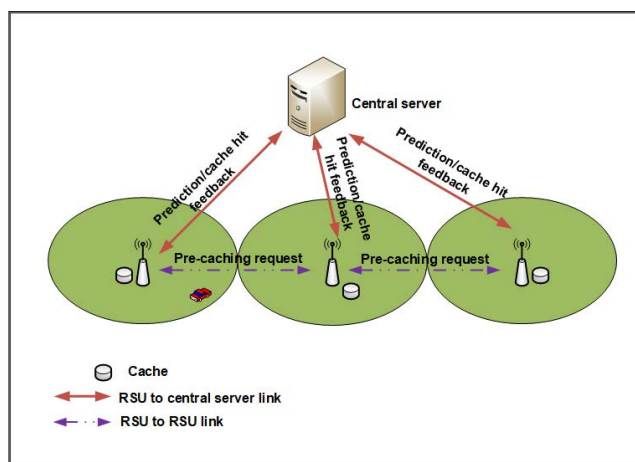 Central server
Prediction/cache hit
feedback
Prediction/cache
hit feedback
Prediction/cache hit
feedback
Pre-caching request
Pre-caching request
Cache
RSU to central server link
RSU to RSU link